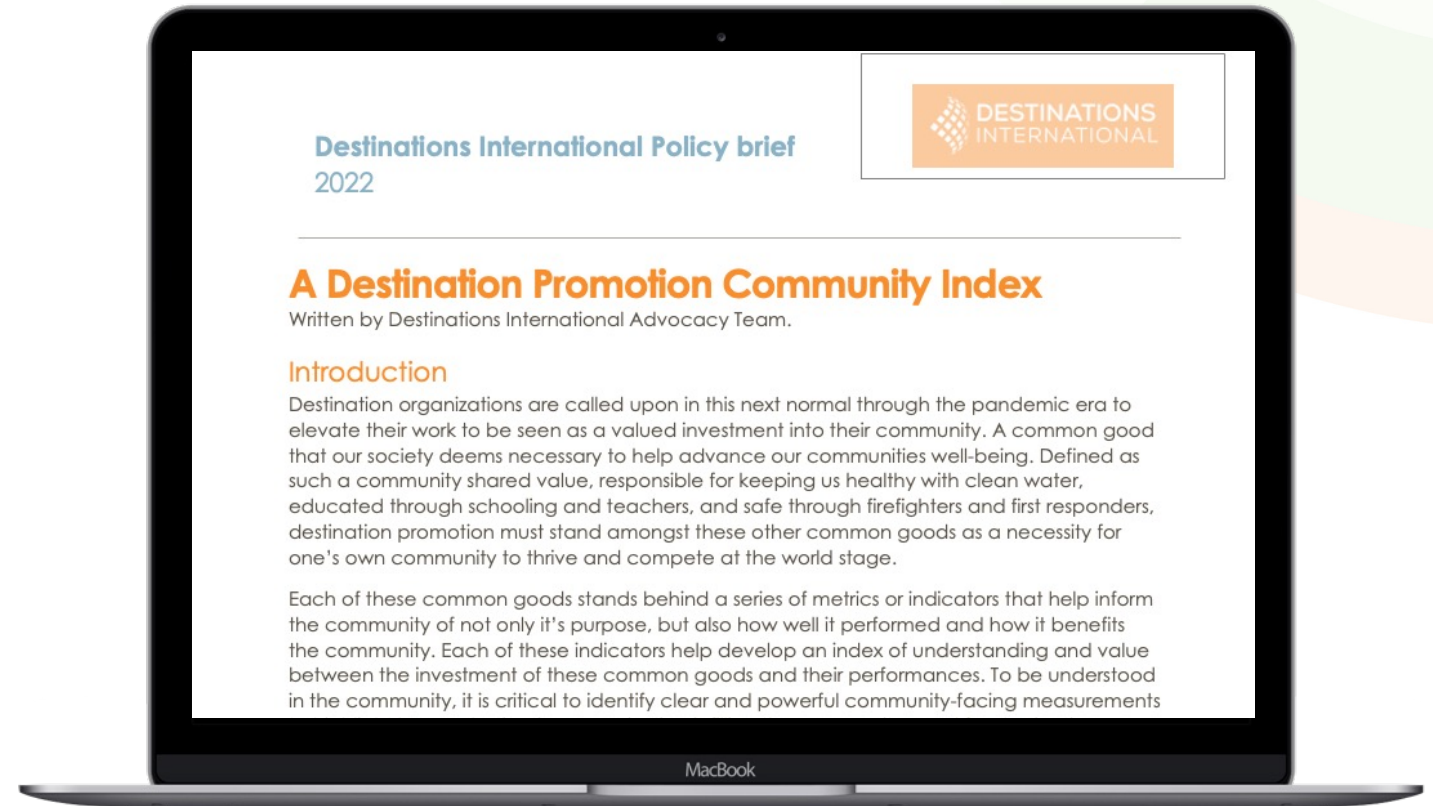 DESTINATIONS
INTERNATIONAL
Destinations International Policy brief
2022
A Destination Promotion Community Index
Written by Destinations International Advocacy Team.
Introduction
Destination organizations are called upon in this next normal through the pandemic era to
elevate their work to be seen as a valued investment into their community. A common good
that our society deems necessary to help advance our communities well-being. Defined as
such a community shared value, responsible for keeping us healthy with clean water,
educated through schooling and teachers, and safe through firefighters and first responders,
destination promotion must stand amongst these other common goods as a necessity for
one's own community to thrive and compete at the world stage.
Each of these common goods stands behind a series of metrics or indicators that help inform
the community of not only it's purpose, but also how well it performed and how it benefits
the community. Each of these indicators help develop an index of understanding and value
between the investment of these common goods and their performances. To be understood
in the community, it is critical to identify clear and powerful community-facing measurements
MacBook